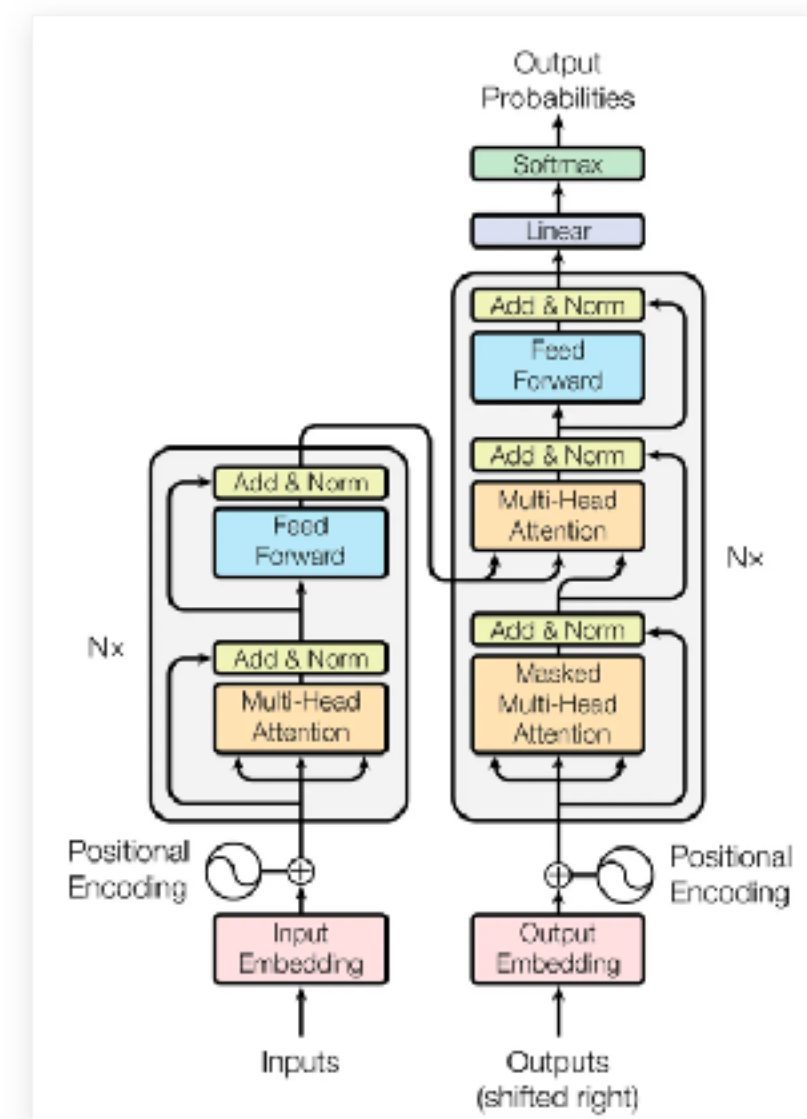 Output
Probabilities
Softmax
Linear
Add & Norm
Feed
Forward
Add & Norm
Multi-Head
Attention
Add & Norm
Masked
Multi-Head
Attention
Nx
Add & Norm
Feed
Forward
Add & Norm
Multi-Head
Attention
Nx
Positional
Encoding
Positional
Encoding
Input
Embedding
Output
Embedding
Inputs
Outputs
(shifted right)